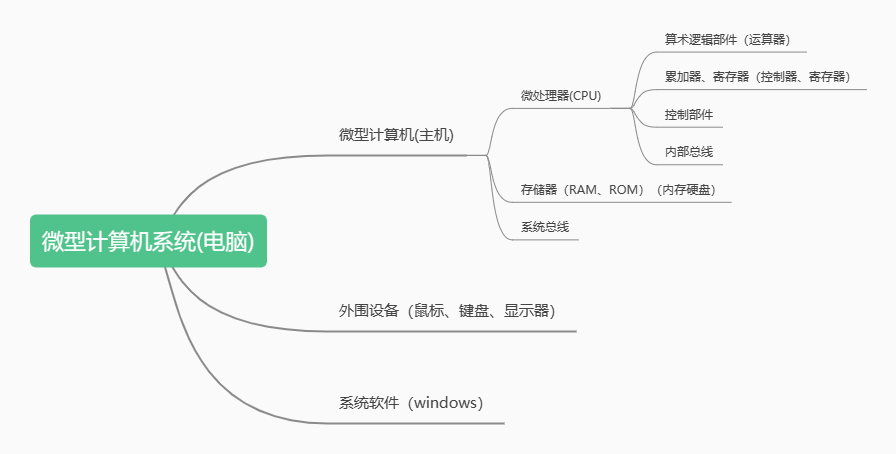 微型计算机系统(电脑)
微型计算机(主机)
微处理器(CPU)
算术逻辑部件（运算器）
累加器、寄存器（控制器、寄存器）
控制部件
内部总线
存储器（RAM、ROM）（内存硬盘）
系统总线
外围设备（鼠标、键盘、显示器）
系统软件（windows）